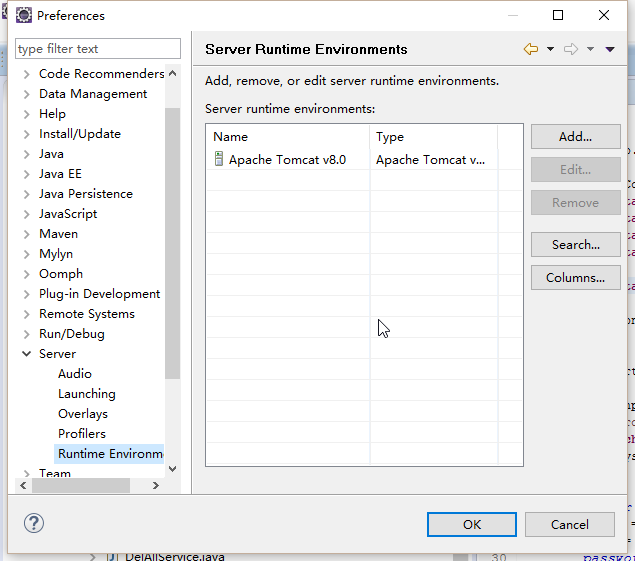 Preferences
type filter text
Code Recommenders
Data Management
Help
Install/Update
Java
Java EE
Java Persistence
JavaScript
Maven
Mylyn
Oomph
Plug-in Development
Remote Systems
Run/Debug
Server
Audio
Launching
Overlays
Profilers
Runtime Environm
Team
Server Runtime Environments
Add, remove, or edit server runtime environments.
Server runtime environments:
Name Type
Apache Tomcat v8.0 Apache Tomcat v...
Add...
Edit...
Remove
Search...
Columns...
OK Cancel
DelAllService.java
30